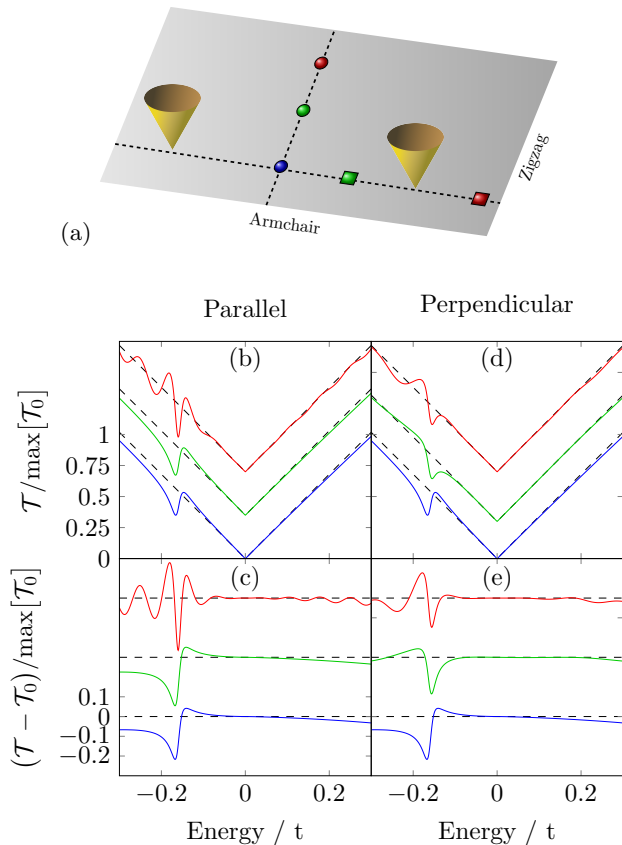 Zigzag
Armchair
(a)
Parallel
Perpendicular
(b)
(d)
𝒯/max[𝒯₀]
1
0.75
0.5
0.25
0
(c)
(e)
(𝒯 − 𝒯₀)/max[𝒯₀]
0.1
0
−0.1
−0.2
−0.2 0 0.2
−0.2 0 0.2
Energy / t
Energy / t